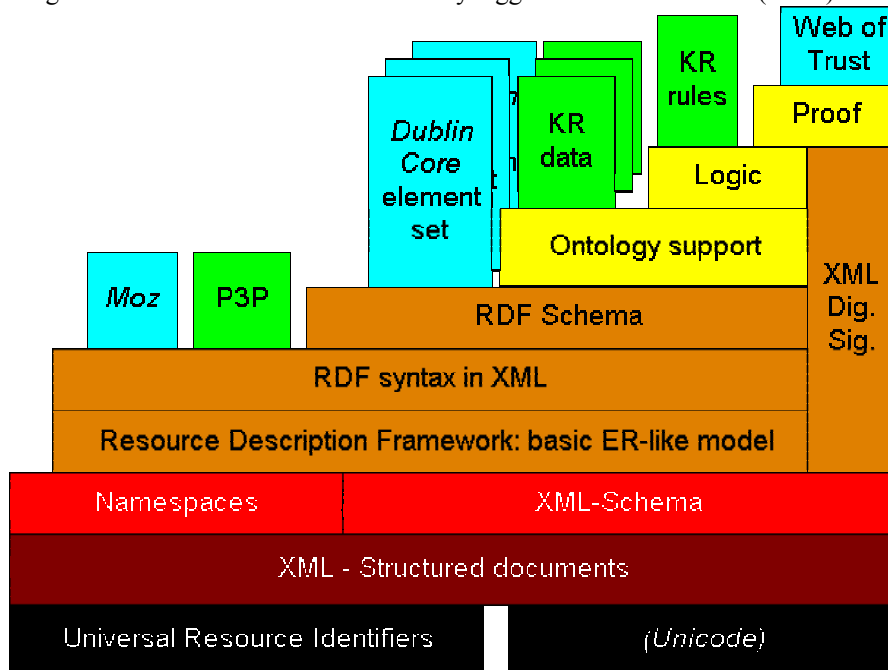 Web of
Trust
KR
rules
Proof
Dublin
Core
element
set
KR
data
Logic
Ontology support
XML
Dig.
Sig.
Moz
P3P
RDF Schema
RDF syntax in XML
Resource Description Framework: basic ER-like model
Namespaces
XML-Schema
XML - Structured documents
Universal Resource Identifiers
(Unicode)